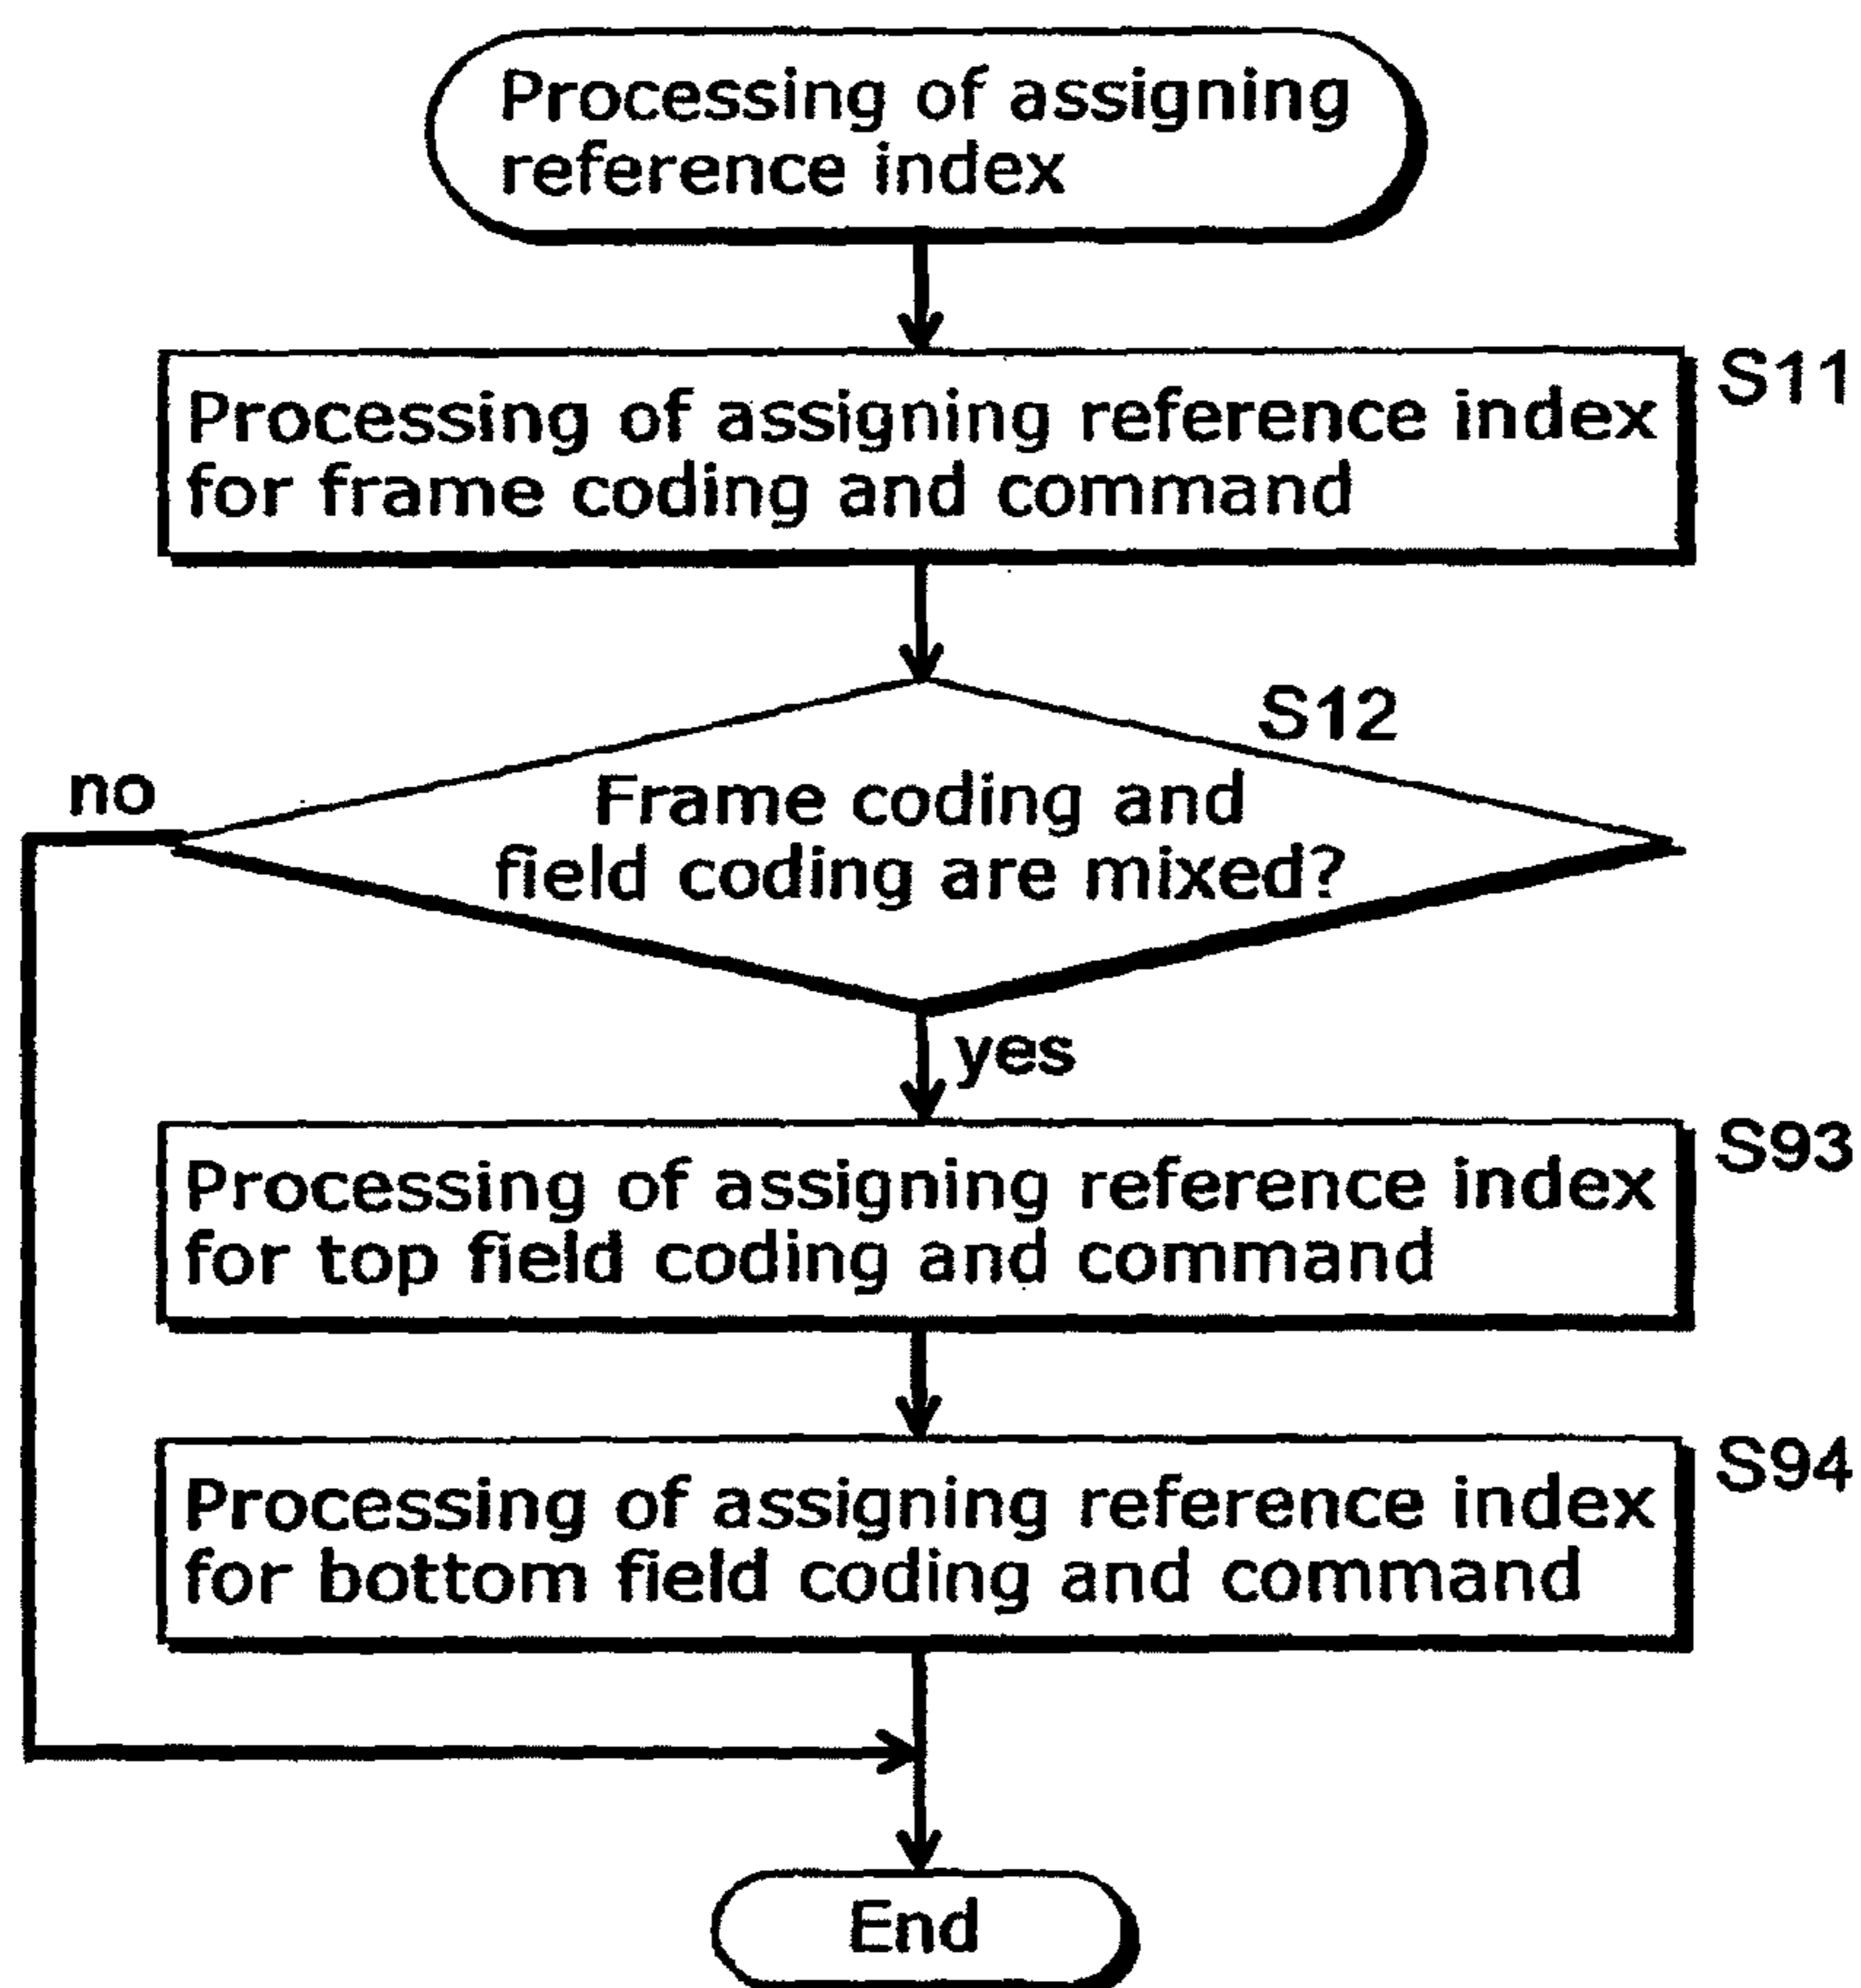 Processing of assigning
reference index
S11
Processing of assigning reference index
for frame coding and command
S12
no
Frame coding and
field coding are mixed?
yes
S93
Processing of assigning reference index
for top field coding and command
S94
Processing of assigning reference index
for bottom field coding and command
End